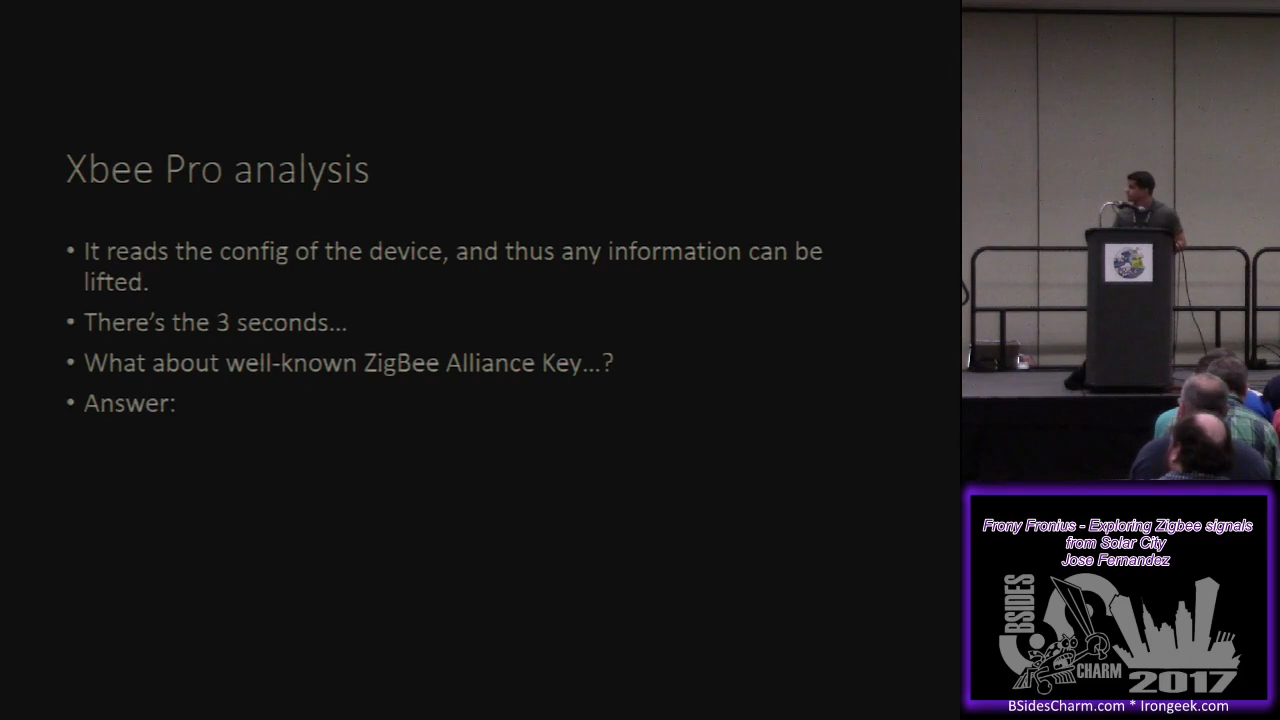 Xbee Pro analysis
• It reads the config of the device, and thus any information can be
lifted.
• There's the 3 seconds...
• What about well-known ZigBee Alliance Key...?
• Answer:
Frony Fronius - Exploring Zigbee signals
from Solar City
Jose Fernandez
BSIDES
CHARM
2017
BSidesCharm.com * Irongeek.com